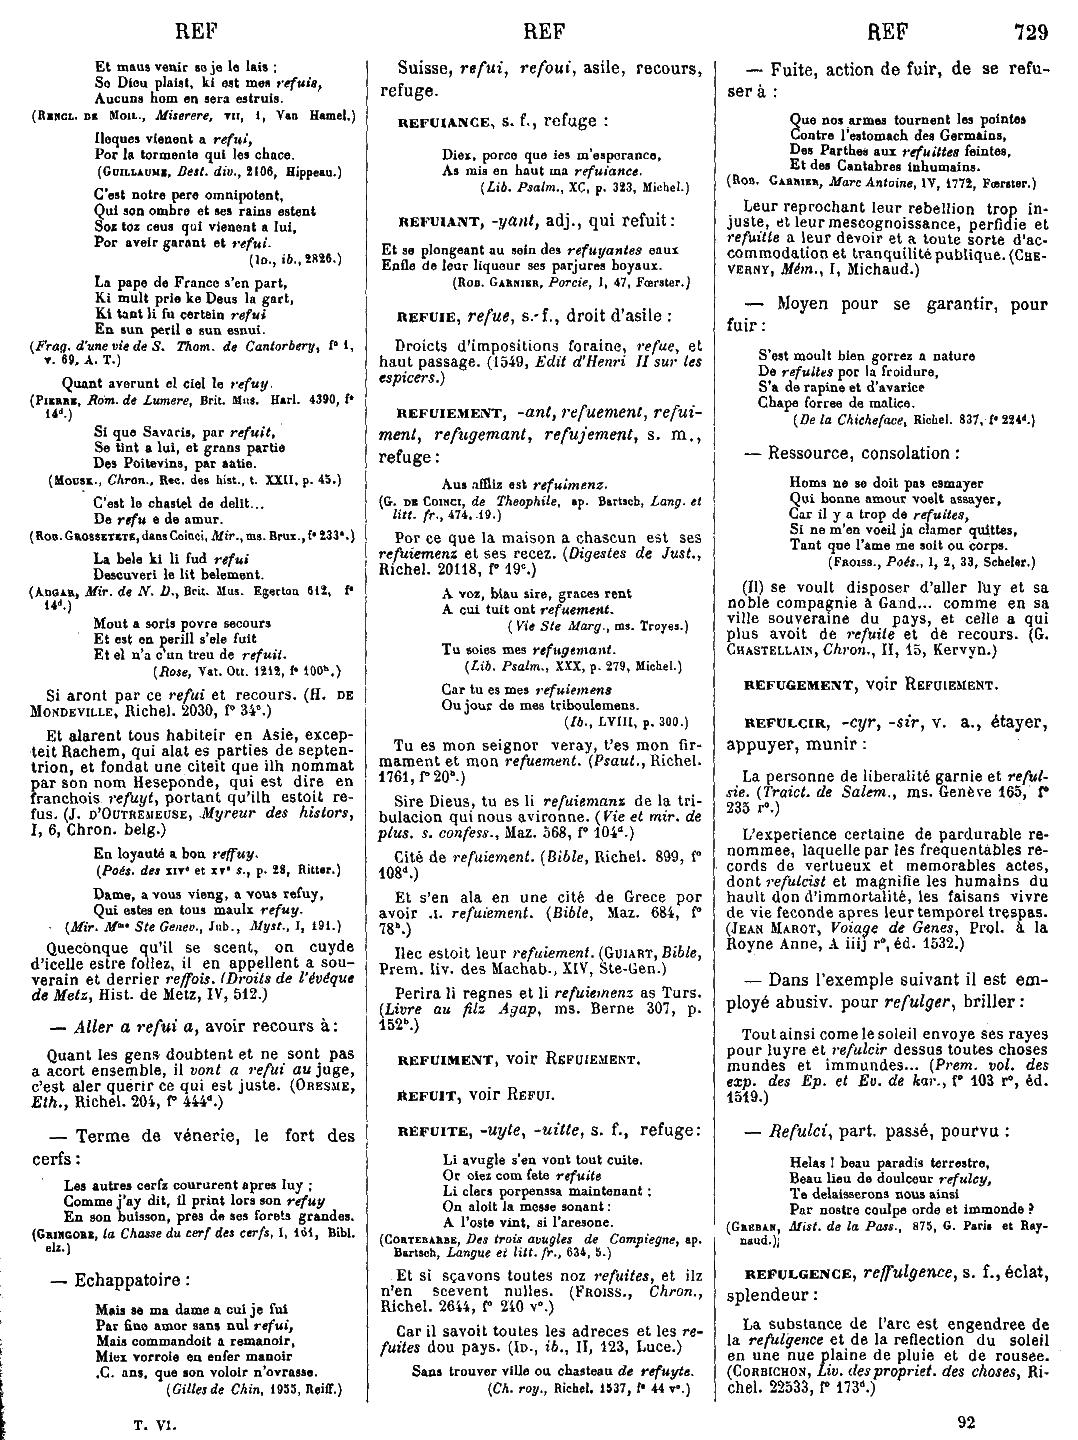 REF
REF
REF
729
Et maus venir se je le lais ;
Se Dieu plaist, ki est mes refuis,
Aucuns hom en sera estruis.
(RENCL. DE MOIL., Miserere, VII, 1, Van Hamel.)
Ileques vienent a refui,
Por la tormente qui les chace.
(GUILLAUME, Best. div., 2106, Hippeau.)
C'est notre pere omnipotent,
Qui son ombre et ses rains estent
Soz toz ceus qui vienent a lui,
Por aveir garant et refui.
(ID., ib., 2826.)
La pape de France s'en part,
Ki mult prie ke Deus la gart,
Ki tant li fu certein refui
En sun peril e sun esnui.
(Frag. d'une vie de S. Thom. de Cantorbery, f° 1,
v. 69, A. T.)
Quant averunt el ciel le refuy.
(PIERRE, Rom. de Lumere, Brit. Mus. Harl. 4390, f°
14d.)
Si que Savaris, par refuit,
Se tint a lui, et grans partie
Des Poitevins, par aatie.
(MOUSK., Chron., Rec. des hist., t. XXII, p. 45.)
C'est le chastel de delit...
De refu e de amur.
(ROB. GROSSETETE, dans Coinci, Mir., ms. Brux., f° 233a.)
La bele ki li fud refui
Descuveri le lit belement.
(ADGAR, Mir. de N. D., Brit. Mus. Egerton 612, f°
14d.)
Mout a soris povre secours
Et est en perill s'ele fuit
Et el n'a c'un treu de refuit.
(Rose, Vat. Ott. 1212, f° 100b.)
Si aront par ce refui et recours. (H. DE
MONDEVILLE, Richel. 2030, f° 34c.)
Et alarent tous habiteir en Asie, excep-
teit Rachem, qui alat es parties de septen-
trion, et fondat une citeit que ilh nommat
par son nom Heseponde, qui est dire en
franchois refuyt, portant qu'ilh estoit re-
fus. (J. D'OUTREMEUSE, Myreur des histors,
I, 6, Chron. belg.)
En loyauté a bon reffuy.
(Poés. des XIVe et XVe s., p. 28, Ritter.)
Dame, a vous vieng, a vous refuy,
Qui estes en tous maulx refuy.
(Mir. Mme Ste Genev., Jub., Myst., I, 191.)
Queconque qu'il se scent, on cuyde
d'icelle estre follez, il en appellent a sou-
verain et derrier reffois. (Droits de l'évêque
de Metz, Hist. de Metz, IV, 512.)
— Aller a refui a, avoir recours à :
Quant les gens doubtent et ne sont pas
a acort ensemble, il vont a refui au juge,
c'est aler querir ce qui est juste. (ORESME,
Eth., Richel. 204, f° 444d.)
— Terme de vénerie, le fort des
cerfs :
Les autres cerfz coururent apres luy ;
Comme j'ay dit, il print lors son refuy
En son buisson, pres de ses forets grandes.
(GRINGORE, la Chasse du cerf des cerfs, I, 161, Bibl.
elz.)
— Echappatoire :
Mais se ma dame a cui je fui
Par fine amor sans nul refui,
Mais commandoit a remanoir,
Miex vorroie en enfer manoir
.C. ans, que son voloir n'ovrasse.
(Gilles de Chin, 1955, Reiff.)
T. VI.
Suisse, refui, refoui, asile, recours,
refuge.
REFUIANCE, s. f., refuge :
Diex, porce que ies m'esperance,
As mis en haut ma refuiance.
(Lib. Psalm., XC, p. 323, Michel.)
REFUIANT, -yant, adj., qui refuit :
Et se plongeant au sein des refuyantes eaux
Enfle de leur liqueur ses parjures boyaux.
(ROB. GARNIER, Porcie, I, 47, Fœrster.)
REFUIE, refue, s. f., droit d'asile :
Droicts d'impositions foraine, refue, et
haut passage. (1549, Edit d'Henri II sur les
espicers.)
REFUIEMENT, -ant, refuement, refui-
ment, refugemant, refujement, s. m.,
refuge :
Aus affliz est refuimenz.
(G. DE COINCI, de Theophile, ap. Bartsch, Lang. et
litt. fr., 474, 19.)
Por ce que la maison a chascun est ses
refuiemenz et ses recez. (Digestes de Just.,
Richel. 20118, f° 19c.)
A voz, biau sire, graces rent
A cui tuit ont refuement.
(Vie Ste Marg., ms. Troyes.)
Tu soies mes refugemant.
(Lib. Psalm., XXX, p. 279, Michel.)
Car tu es mes refuiemens
Ou jour de mes triboulemens.
(Ib., LVIII, p. 300.)
Tu es mon seignor veray, t'es mon fir-
mament et mon refuement. (Psaut., Richel.
1761, f° 20b.)
Sire Dieus, tu es li refuiemanz de la tri-
bulacion qui nous avironne. (Vie et mir. de
plus. s. confess., Maz. 568, f° 104d.)
Cité de refuiement. (Bible, Richel. 899, f°
108d.)
Et s'en ala en une cité de Grece por
avoir .I. refuiement. (Bible, Maz. 684, f°
78b.)
Ilec estoit leur refuiement. (GUIART, Bible,
Prem. liv. des Machab., XIV, Ste-Gen.)
Perira li regnes et li refuiemenz as Turs.
(Livre au filz Agap, ms. Berne 307, p.
152b.)
REFUIMENT, voir REFUIEMENT.
REFUIT, voir REFUI.
REFUITE, -uyte, -uitte, s. f., refuge :
Li avugle s'en vont tout cuite.
Or oiez com fete refuite
Li clers porpenssa maintenant :
On aloit la messe sonant :
A l'oste vint, si l'aresone.
(CORTEBARBE, Des trois avugles de Compiegne, ap.
Bartsch, Langue et litt. fr., 634, 5.)
Et si sçavons toutes noz refuites, et ilz
n'en scevent nulles. (FROISS., Chron.,
Richel. 2644, f° 240 v°.)
Car il savoit toutes les adreces et les re-
fuites dou pays. (ID., ib., II, 123, Luce.)
Sans trouver ville ou chasteau de refuyte.
(Ch. roy., Richel. 1537, f° 44 v°.)
— Fuite, action de fuir, de se refu-
ser à :
Que nos armes tournent les pointes
Contre l'estomach des Germains,
Des Parthes aux refuittes feintes,
Et des Cantabres inhumains.
(ROB. GARNIER, Marc Antoine, IV, 1772, Fœrster.)
Leur reprochant leur rebellion trop in-
juste, et leur mescognoissance, perfidie et
refuitte a leur devoir et a toute sorte d'ac-
commodation et tranquilité publique. (CHE-
VERNY, Mém., I, Michaud.)
— Moyen pour se garantir, pour
fuir :
S'est moult bien gorrez a nature
De refuites por la froidure,
S'a de rapine et d'avarice
Chape forree de malice.
(De la Chicheface, Richel. 837, f° 224d.)
— Ressource, consolation :
Homs ne se doit pas esmayer
Qui bonne amour voelt assayer,
Car il y a trop de refuites,
Si ne m'en voeil ja clamer quittes,
Tant que l'ame me soit ou corps.
(FROISS., Poés., I, 2, 33, Scheler.)
(Il) se voult disposer d'aller luy et sa
noble compagnie à Gand... comme en sa
ville souveraine du pays, et celle a qui
plus avoit de refuite et de recours. (G.
CHASTELLAIN, Chron., II, 15, Kervyn.)
REFUGEMENT, voir REFUIEMENT.
REFULCIR, -cyr, -sir, v. a., étayer,
appuyer, munir :
La personne de liberalité garnie et reful-
sie. (Traict. de Salem., ms. Genève 165, f°
235 r°.)
L'experience certaine de pardurable re-
nommee, laquelle par les frequentables re-
cords de vertueux et memorables actes,
dont refulcist et magnifie les humains du
hault don d'immortalité, les faisans vivre
de vie feconde apres leur temporel trespas.
(JEAN MAROT, Voiage de Genes, Prol. à la
Royne Anne, A iiij r°, éd. 1532.)
— Dans l'exemple suivant il est em-
ployé abusiv. pour refulger, briller :
Tout ainsi come le soleil envoye ses rayes
pour luyre et refulcir dessus toutes choses
mundes et immundes... (Prem. vol. des
exp. des Ep. et Ev. de kar., f° 103 r°, éd.
1519.)
— Refulci, part. passé, pourvu :
Helas ! beau paradis terrestre,
Beau lieu de doulceur refulcy,
Te delaisserons nous ainsi
Par nostre coulpe orde et immonde ?
(GREBAN, Mist. de la Pass., 875, G. Paris et Ray-
naud.);
REFULGENCE, reffulgence, s. f., éclat,
splendeur :
La substance de l'arc est engendree de
la refulgence et de la reflection du soleil
en une nue plaine de pluie et de rousee.
(CORBICHON, Liv. des propriet. des choses, Ri-
chel. 22533, f° 173d.)
92